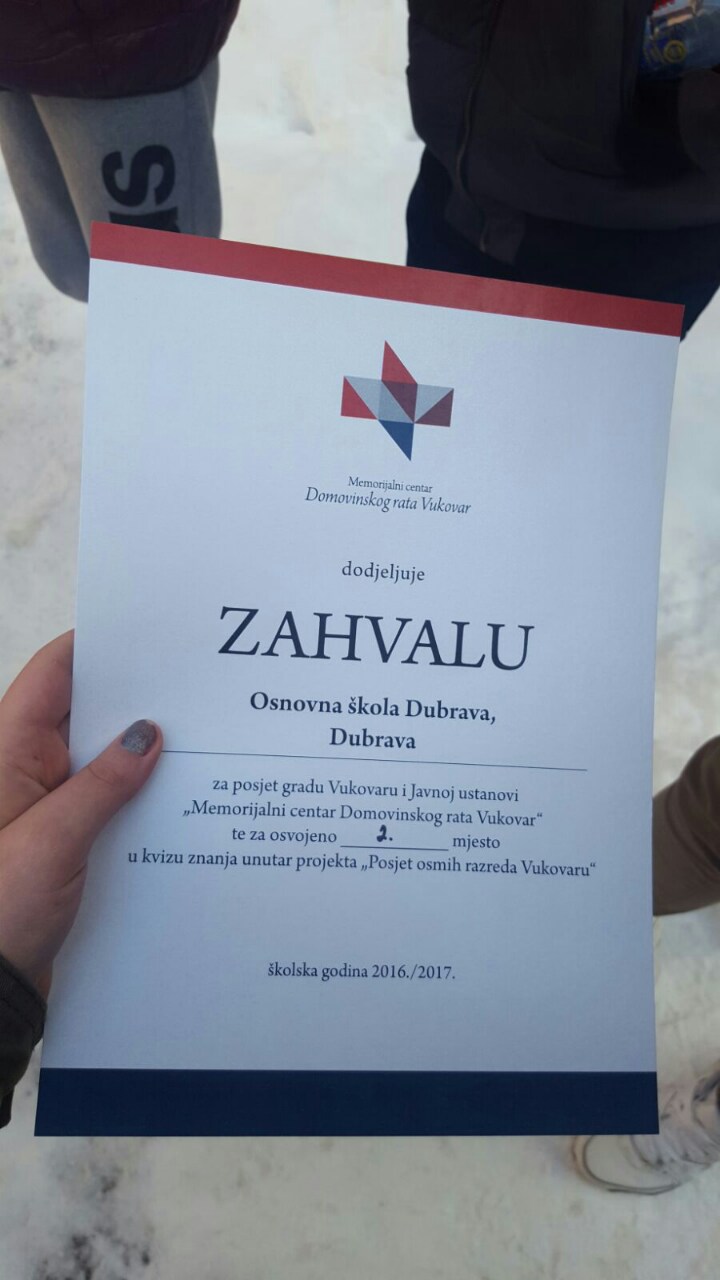 Memorijalni centar
Domovinskog rata Vukovar
dodjeljuje
ZAHVALU
Osnovna škola Dubrava,
Dubrava
za posjet gradu Vukovaru i Javnoj ustanovi
„Memorijalni centar Domovinskog rata Vukovar“
te za osvojeno 2. mjesto
u kvizu znanja unutar projekta „Posjet osmih razreda Vukovaru“
školska godina 2016./2017.